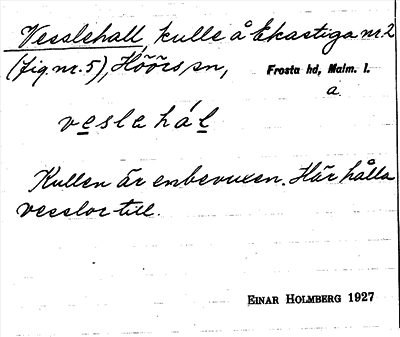 Vesslehall, kulle å Ekastiga nr. 2
(fig. nr. 5), Höörs sn, Frosta hd, Malm. l.
a.
veslehál
Kullen är enbevuxen. Här hålla
vesslor till.
EINAR HOLMBERG 1927